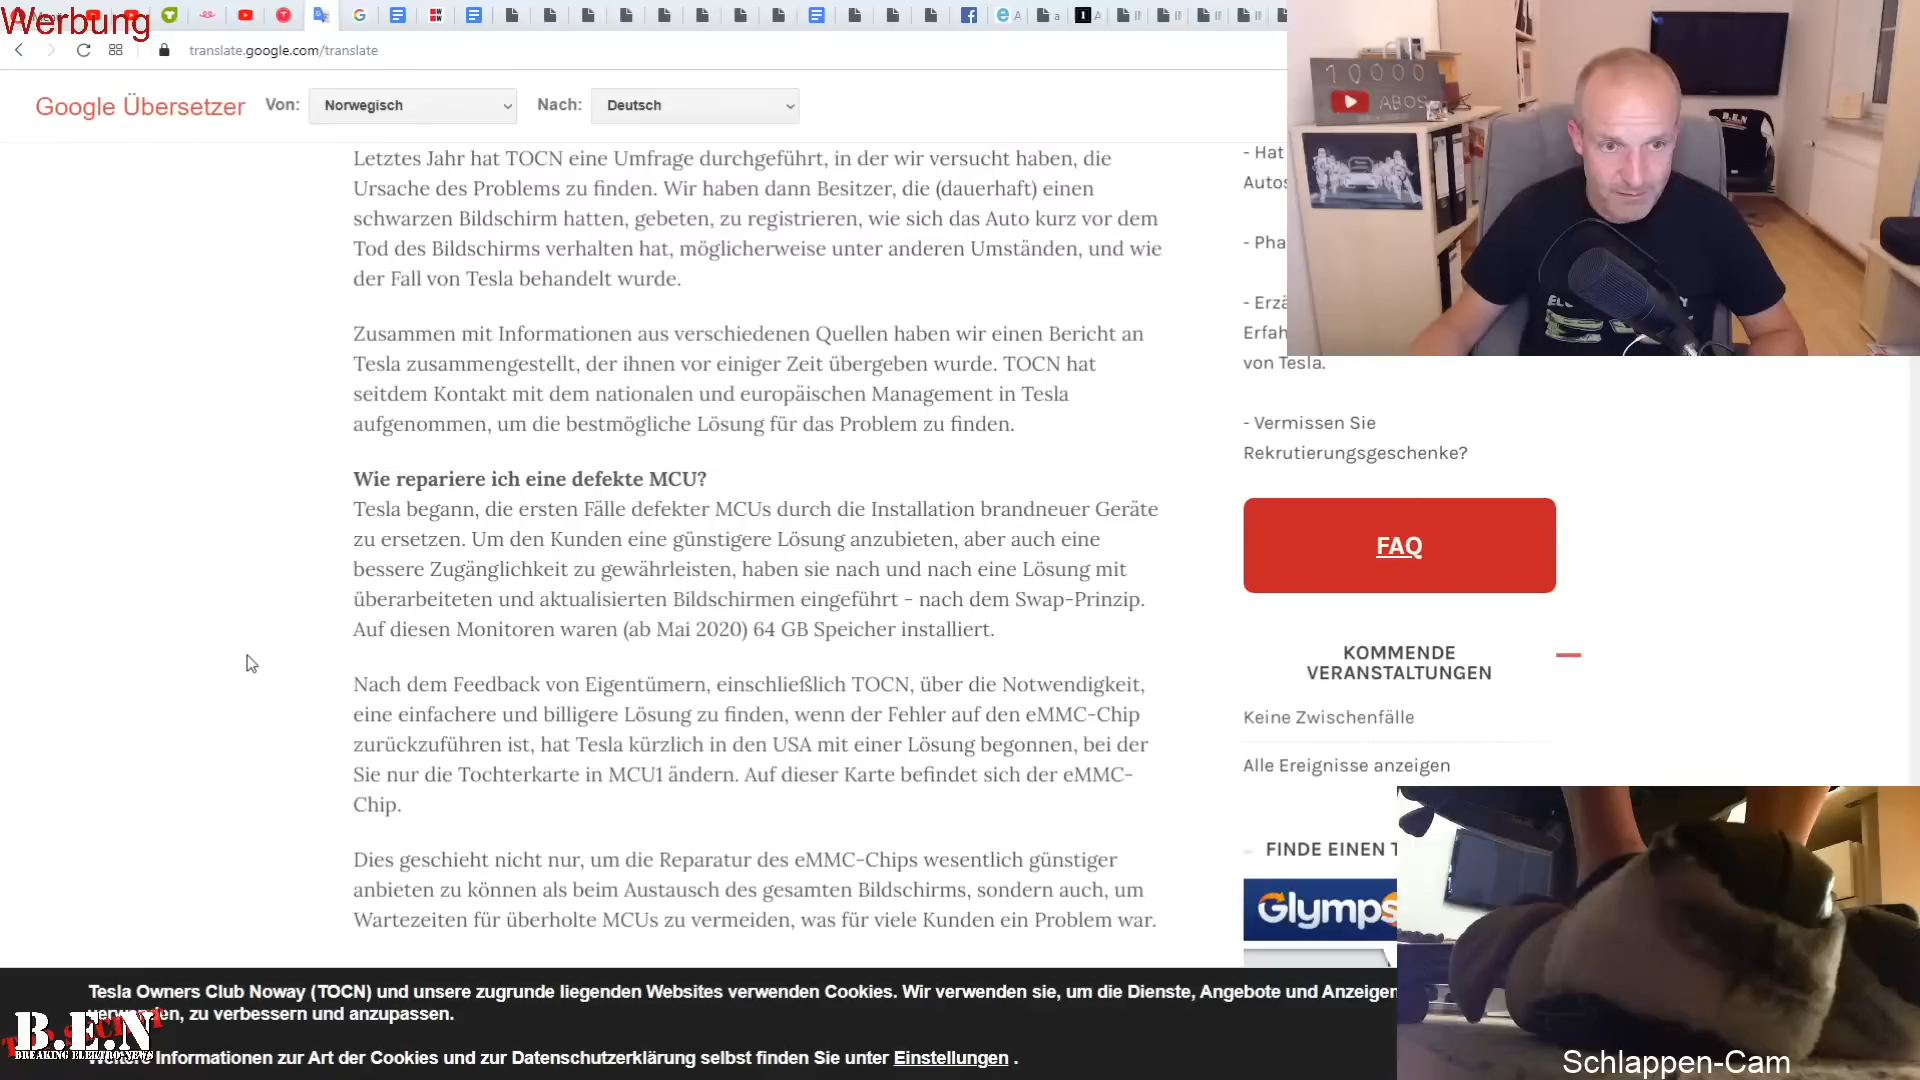 Werbung
translate.google.com/translate
Google Übersetzer
Von:
Norwegisch
Nach:
Deutsch
Letztes Jahr hat TOCN eine Umfrage durchgeführt, in der wir versucht haben, die
Ursache des Problems zu finden. Wir haben dann Besitzer, die (dauerhaft) einen
schwarzen Bildschirm hatten, gebeten, zu registrieren, wie sich das Auto kurz vor dem
Tod des Bildschirms verhalten hat, möglicherweise unter anderen Umständen, und wie
der Fall von Tesla behandelt wurde.
Zusammen mit Informationen aus verschiedenen Quellen haben wir einen Bericht an
Tesla zusammengestellt, der ihnen vor einiger Zeit übergeben wurde. TOCN hat
seitdem Kontakt mit dem nationalen und europäischen Management in Tesla
aufgenommen, um die bestmögliche Lösung für das Problem zu finden.
Wie repariere ich eine defekte MCU?
Tesla begann, die ersten Fälle defekter MCUs durch die Installation brandneuer Geräte
zu ersetzen. Um den Kunden eine günstigere Lösung anzubieten, aber auch eine
bessere Zugänglichkeit zu gewährleisten, haben sie nach und nach eine Lösung mit
überarbeiteten und aktualisierten Bildschirmen eingeführt - nach dem Swap-Prinzip.
Auf diesen Monitoren waren (ab Mai 2020) 64 GB Speicher installiert.
Nach dem Feedback von Eigentümern, einschließlich TOCN, über die Notwendigkeit,
eine einfachere und billigere Lösung zu finden, wenn der Fehler auf den eMMC-Chip
zurückzuführen ist, hat Tesla kürzlich in den USA mit einer Lösung begonnen, bei der
Sie nur die Tochterkarte in MCU1 ändern. Auf dieser Karte befindet sich der eMMC-
Chip.
Dies geschieht nicht nur, um die Reparatur des eMMC-Chips wesentlich günstiger
anbieten zu können als beim Austausch des gesamten Bildschirms, sondern auch, um
Wartezeiten für überholte MCUs zu vermeiden, was für viele Kunden ein Problem war.
- Hat
Autos
- Pha
- Erzä
Erfah
von Tesla.
- Vermissen Sie
Rekrutierungsgeschenke?
FAQ
KOMMENDE
VERANSTALTUNGEN
Keine Zwischenfälle
Alle Ereignisse anzeigen
FINDE EINEN T
Glymps
10000
ABOS
B.E.N
Tesla Owners Club Noway (TOCN) und unsere zugrunde liegenden Websites verwenden Cookies. Wir verwenden sie, um die Dienste, Angebote und Anzeigen
zu verbessern und anzupassen.
Informationen zur Art der Cookies und zur Datenschutzerklärung selbst finden Sie unter Einstellungen .
B.E.N
BREAKING ELEKTRO-NEWS
Schlappen-Cam